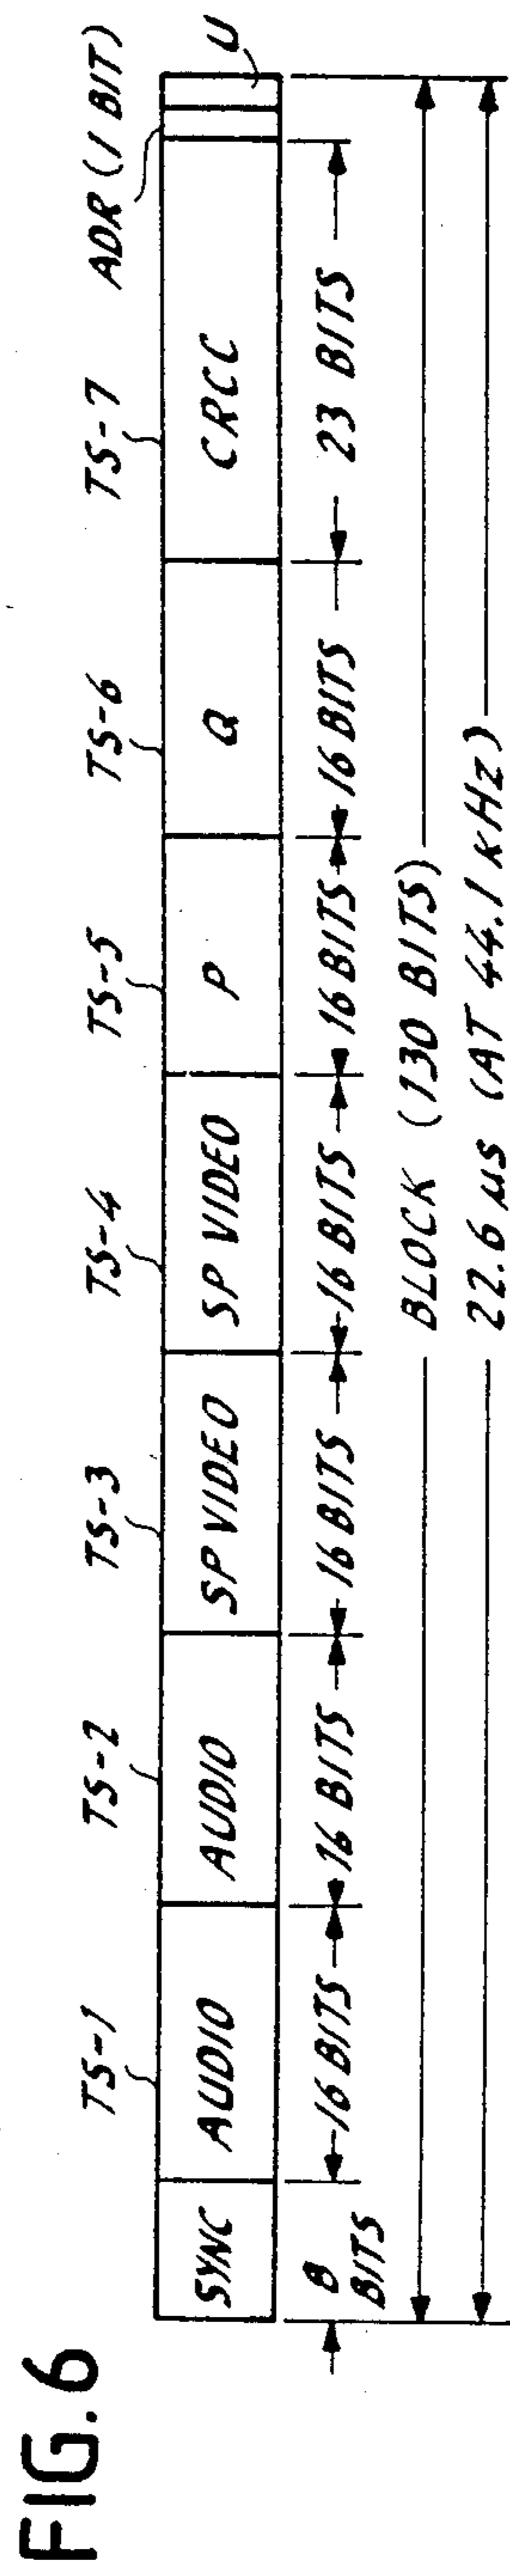 FIG. 6
TS-1 TS-2 TS-3 TS-4 TS-5 TS-6 TS-7 ADR (1 BIT)
SYNC AUDIO AUDIO SP VIDEO SP VIDEO P Q CRCC U
8 BITS 16 BITS 16 BITS 16 BITS 16 BITS 16 BITS 16 BITS 23 BITS
BLOCK (130 BITS)
22.6 μs (AT 44.1 kHz)